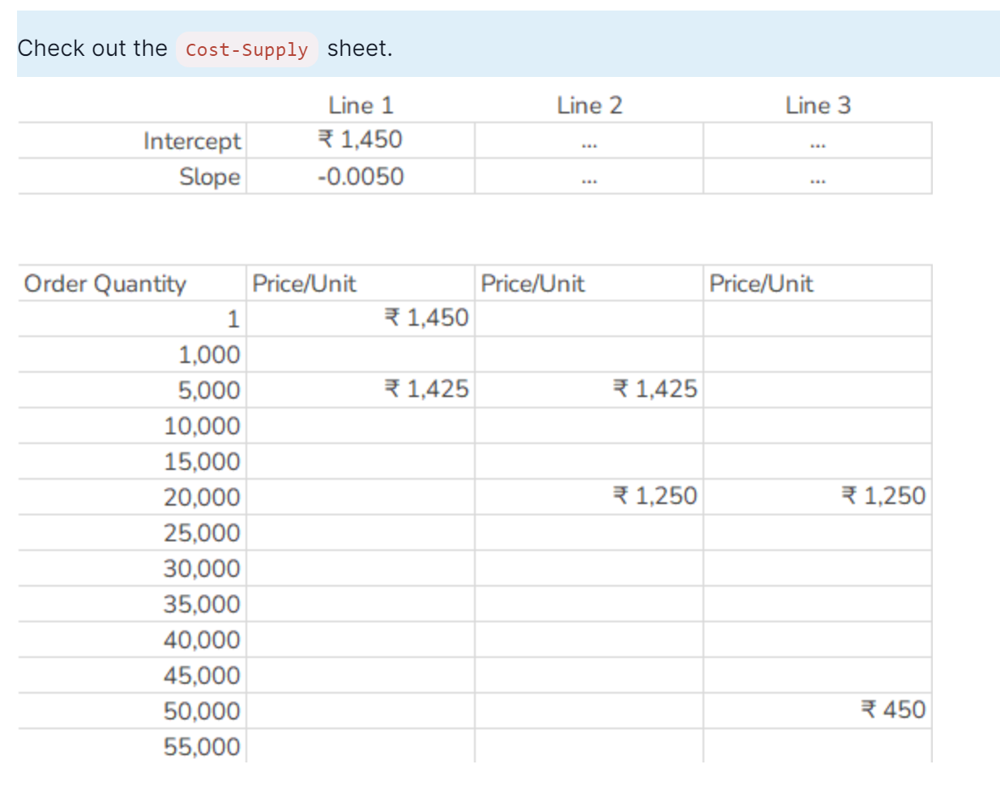 Check out the Cost-Supply sheet.
Line 1 Line 2 Line 3
Intercept ₹ 1,450 ... ...
Slope -0.0050 ... ...
Order Quantity Price/Unit Price/Unit Price/Unit
1 ₹ 1,450
1,000
5,000 ₹ 1,425 ₹ 1,425
10,000
15,000
20,000 ₹ 1,250 ₹ 1,250
25,000
30,000
35,000
40,000
45,000
50,000 ₹ 450
55,000